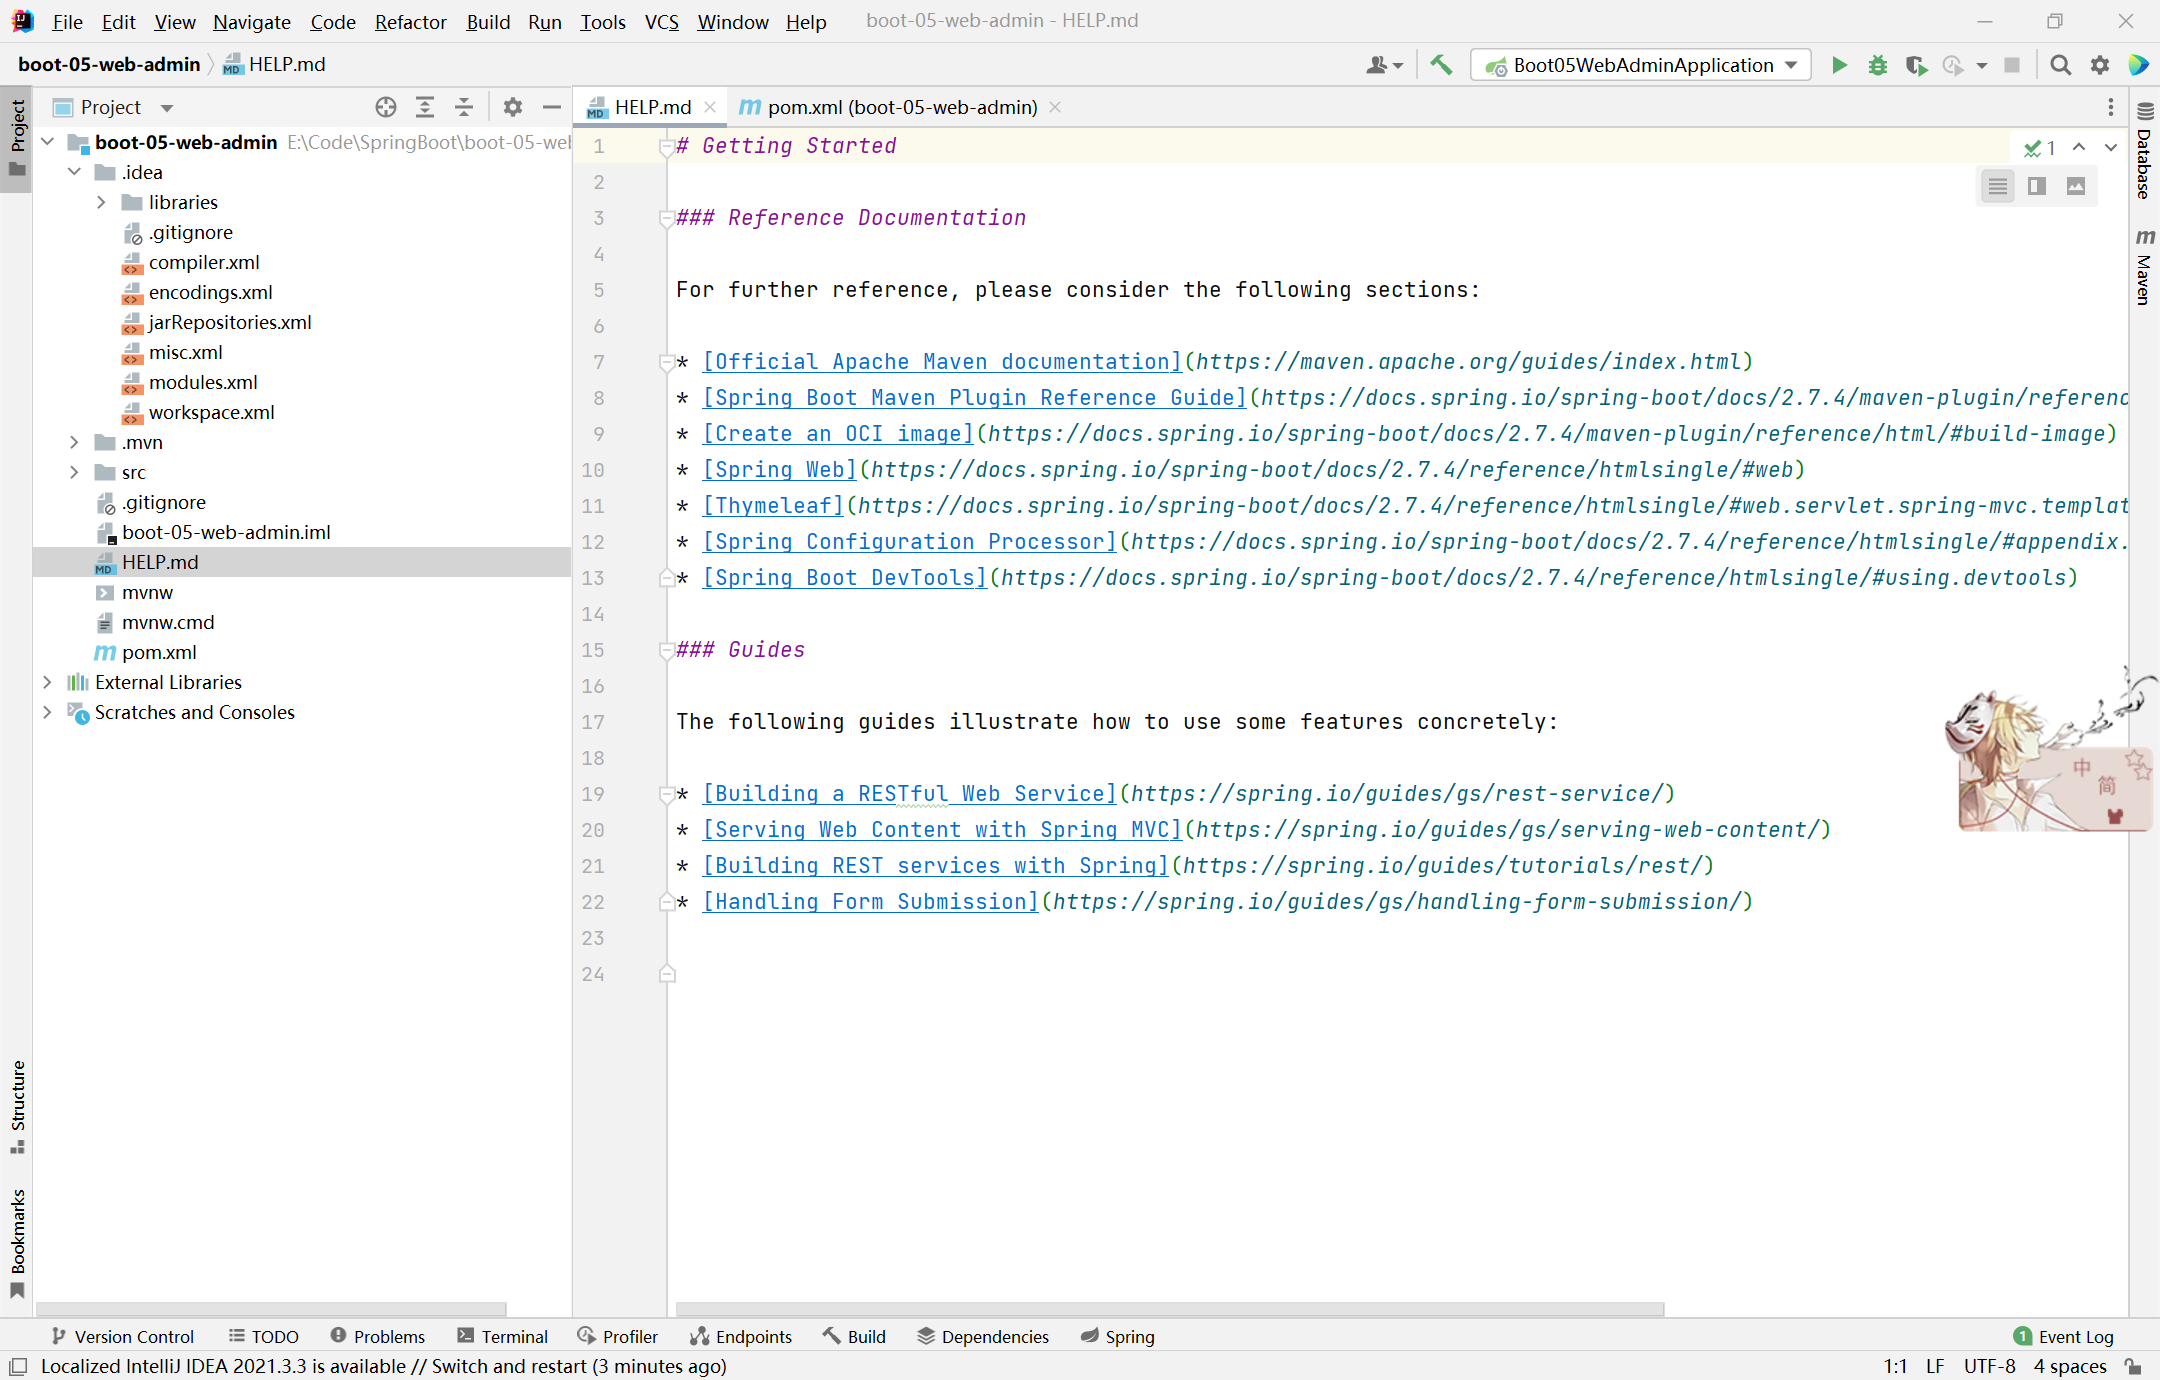 File Edit View Navigate Code Refactor Build Run Tools VCS Window Help boot-05-web-admin - HELP.md
boot-05-web-admin HELP.md Boot05WebAdminApplication
Project
HELP.md pom.xml (boot-05-web-admin)
Project
Structure
Bookmarks
boot-05-web-admin E:\Code\SpringBoot\boot-05-we
.idea
libraries
.gitignore
compiler.xml
encodings.xml
jarRepositories.xml
misc.xml
modules.xml
workspace.xml
.mvn
src
.gitignore
boot-05-web-admin.iml
HELP.md
mvnw
mvnw.cmd
pom.xml
External Libraries
Scratches and Consoles
1 # Getting Started
2
3 ### Reference Documentation
4
5 For further reference, please consider the following sections:
6
7 * [Official Apache Maven documentation](https://maven.apache.org/guides/index.html)
8 * [Spring Boot Maven Plugin Reference Guide](https://docs.spring.io/spring-boot/docs/2.7.4/maven-plugin/referenc
9 * [Create an OCI image](https://docs.spring.io/spring-boot/docs/2.7.4/maven-plugin/reference/html/#build-image)
10 * [Spring Web](https://docs.spring.io/spring-boot/docs/2.7.4/reference/htmlsingle/#web)
11 * [Thymeleaf](https://docs.spring.io/spring-boot/docs/2.7.4/reference/htmlsingle/#web.servlet.spring-mvc.templat
12 * [Spring Configuration Processor](https://docs.spring.io/spring-boot/docs/2.7.4/reference/htmlsingle/#appendix.
13 * [Spring Boot DevTools](https://docs.spring.io/spring-boot/docs/2.7.4/reference/htmlsingle/#using.devtools)
14
15 ### Guides
16
17 The following guides illustrate how to use some features concretely:
18
19 * [Building a RESTful Web Service](https://spring.io/guides/gs/rest-service/)
20 * [Serving Web Content with Spring MVC](https://spring.io/guides/gs/serving-web-content/)
21 * [Building REST services with Spring](https://spring.io/guides/tutorials/rest/)
22 * [Handling Form Submission](https://spring.io/guides/gs/handling-form-submission/)
23
24
1
Database
Maven
中
简
Version Control TODO Problems Terminal Profiler Endpoints Build Dependencies Spring 1 Event Log
Localized IntelliJ IDEA 2021.3.3 is available // Switch and restart (3 minutes ago) 1:1 LF UTF-8 4 spaces